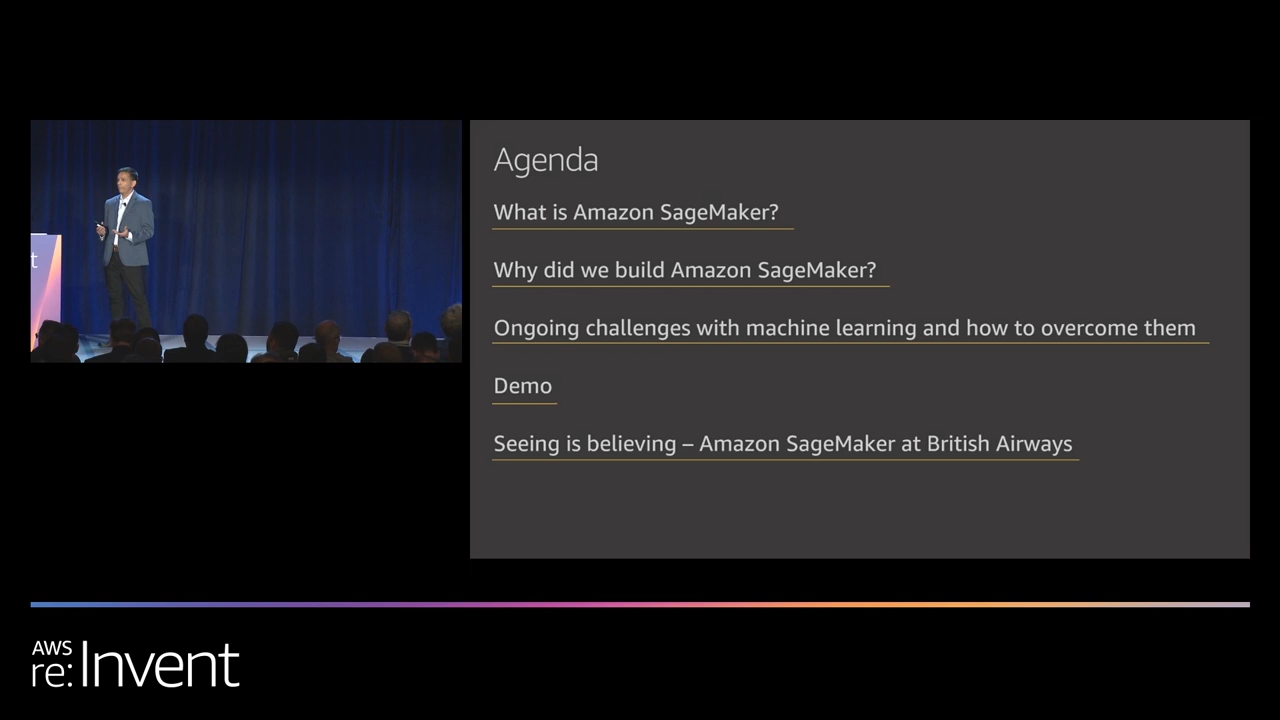 t
Agenda
What is Amazon SageMaker?
Why did we build Amazon SageMaker?
Ongoing challenges with machine learning and how to overcome them
Demo
Seeing is believing – Amazon SageMaker at British Airways
AWS
re:Invent